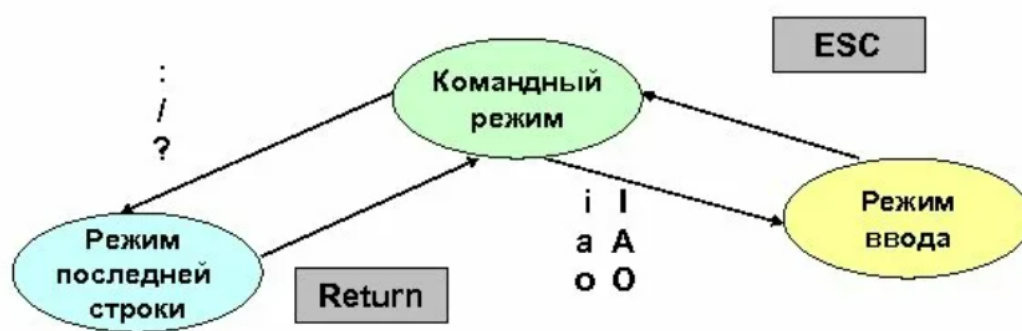 ESC
:
/
?
Командный
режим
i I
a A
o O
Режим
ввода
Режим
последней
строки
Return